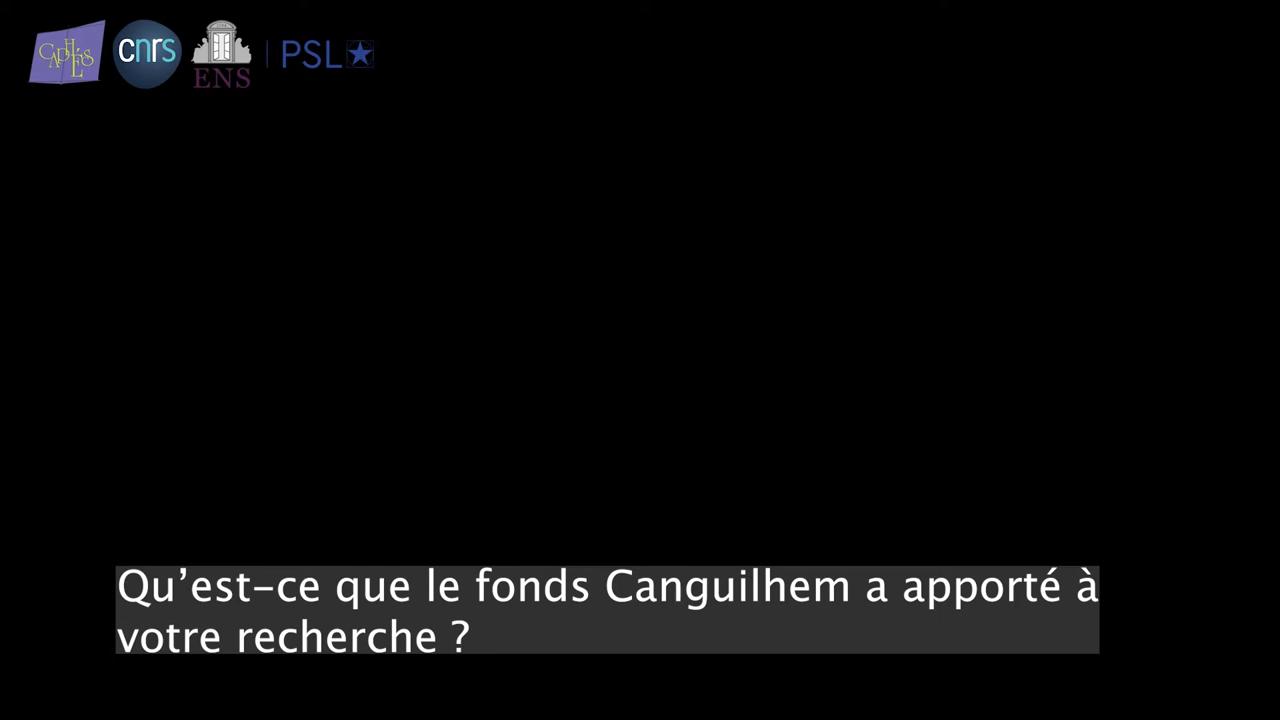 CAPHÉS
cnrs
ENS
PSL
Qu’est-ce que le fonds Canguilhem a apporté à
votre recherche ?